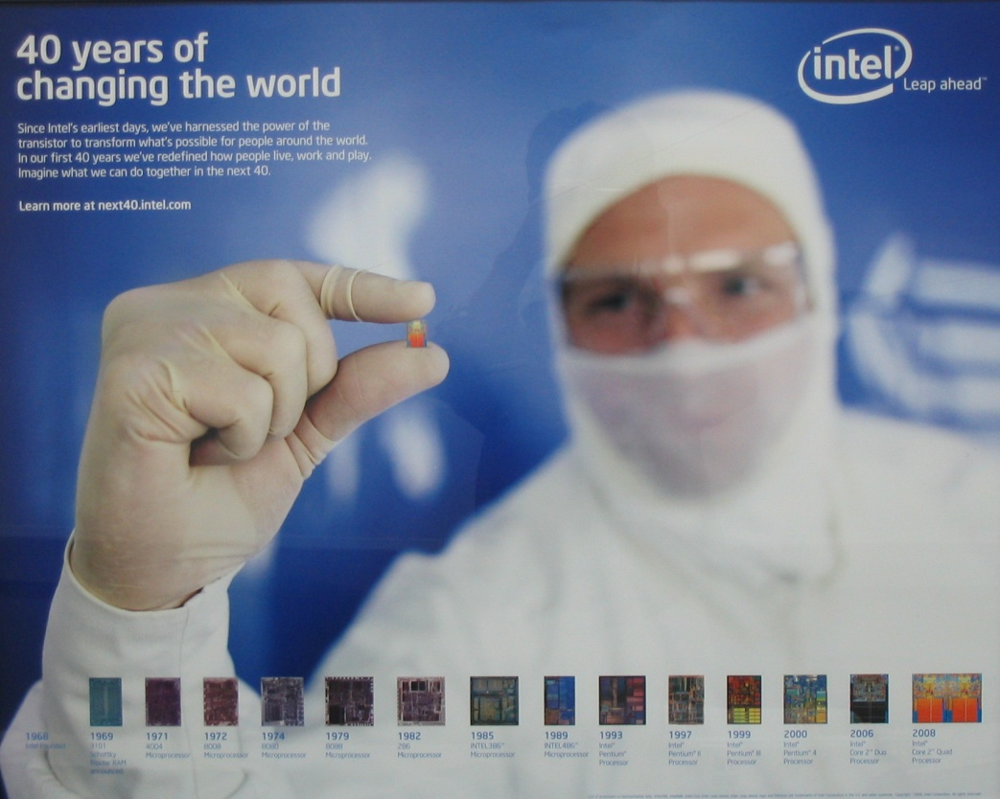 40 years of
changing the world
intel®
Leap ahead™
Since Intel's earliest days, we've harnessed the power of the
transistor to transform what's possible for people around the world.
In our first 40 years we've redefined how people live, work and play.
Imagine what we can do together in the next 40.
Learn more at next40.intel.com
1968
Intel founded
1969
3101
Schottky
bipolar RAM
announced
1971
4004
Microprocessor
1972
8008
Microprocessor
1974
8080
Microprocessor
1979
8088
Microprocessor
1982
286
Microprocessor
1985
INTEL386™
Microprocessor
1989
INTEL486™
Microprocessor
1993
Intel®
Pentium®
Processor
1997
Intel®
Pentium® II
Processor
1999
Intel®
Pentium® III
Processor
2000
Intel®
Pentium® 4
Processor
2006
Intel®
Core™2 Duo
Processor
2008
Intel®
Core™2 Quad
Processor